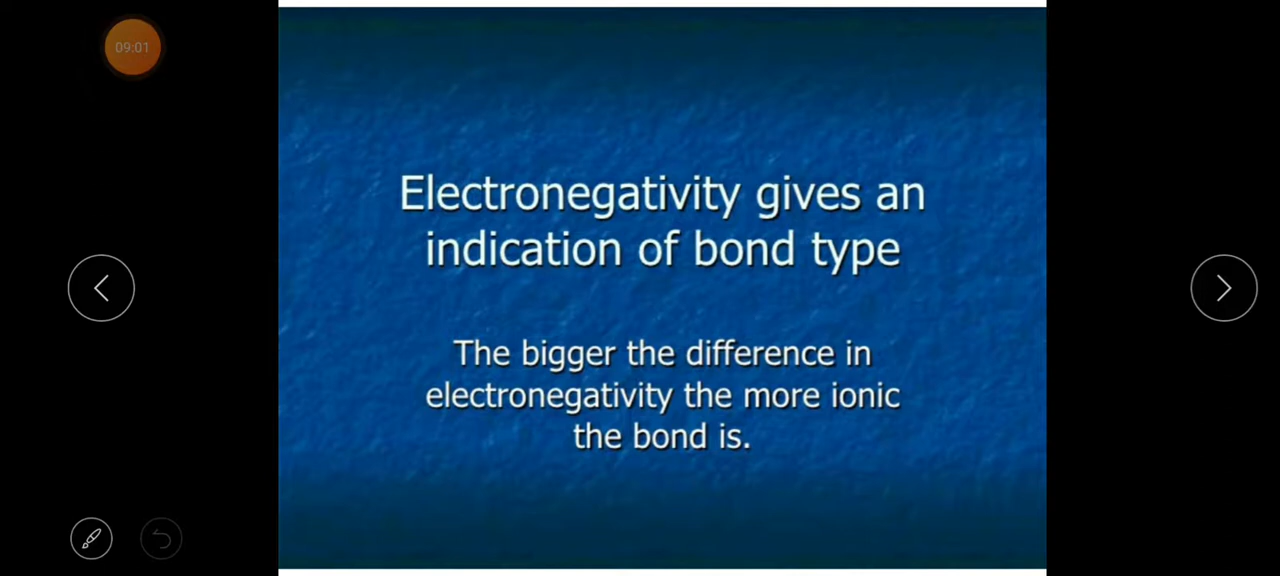 09:01
Electronegativity gives an
indication of bond type
The bigger the difference in
electronegativity the more ionic
the bond is.